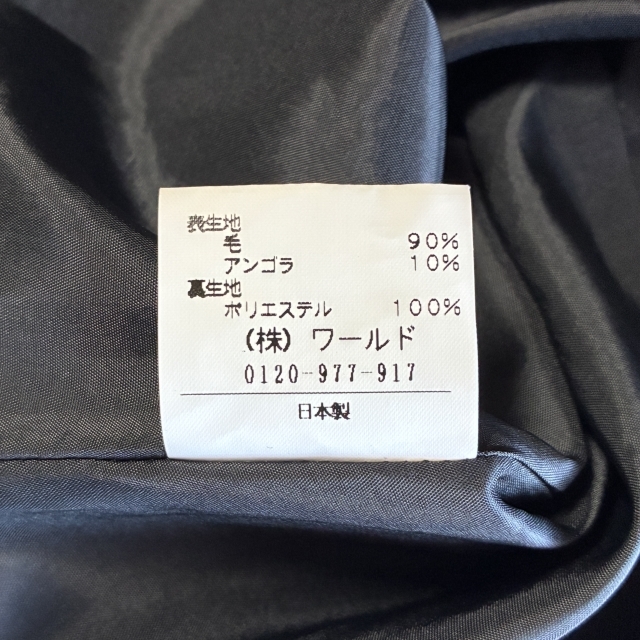 表生地
毛 90%
アンゴラ 10%
裏生地
ポリエステル 100%
(株) ワールド
0120-977-917
日本製